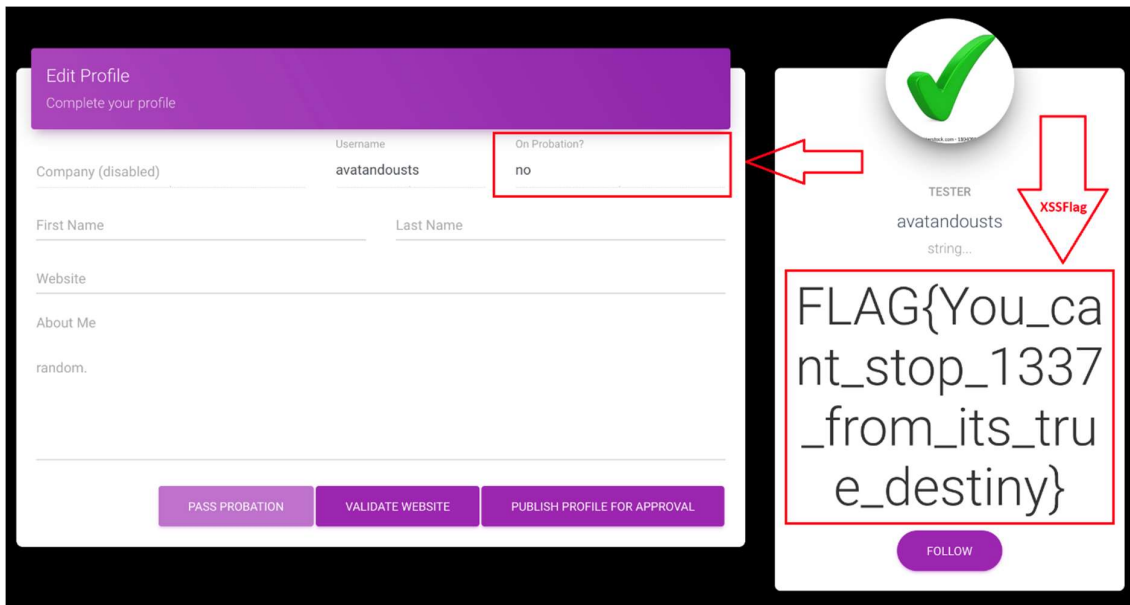 Edit Profile
Complete your profile
Company (disabled)
Username
avatandousts
On Probation?
no
First Name
Last Name
Website
About Me
random.
PASS PROBATION
VALIDATE WEBSITE
PUBLISH PROFILE FOR APPROVAL
TESTER
avatandousts
string...
XSSFlag
FLAG{You_ca
nt_stop_1337
_from_its_tru
e_destiny}
FOLLOW